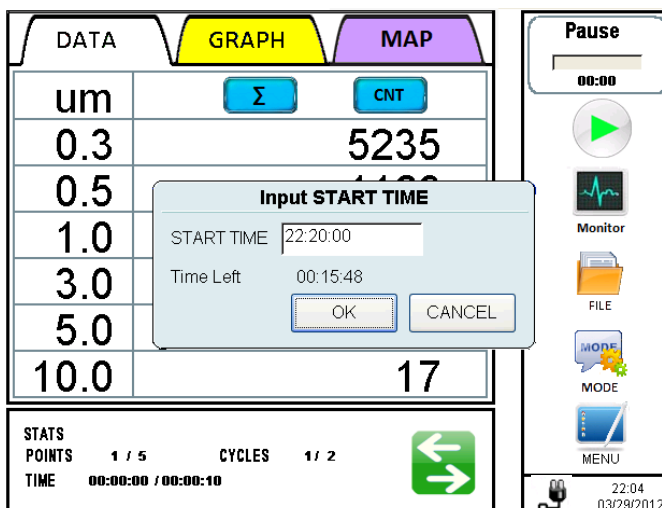 DATA GRAPH MAP
um Σ CNT
0.3 5235
0.5
1.0
3.0
5.0
10.0 17
Input START TIME
START TIME 22:20:00
Time Left 00:15:48
OK CANCEL
STATS
POINTS 1 / 5 CYCLES 1/ 2
TIME 00:00:00 / 00:00:10
Pause
00:00
Monitor
FILE
MODE
MODE
MENU
22:04
03/29/2012